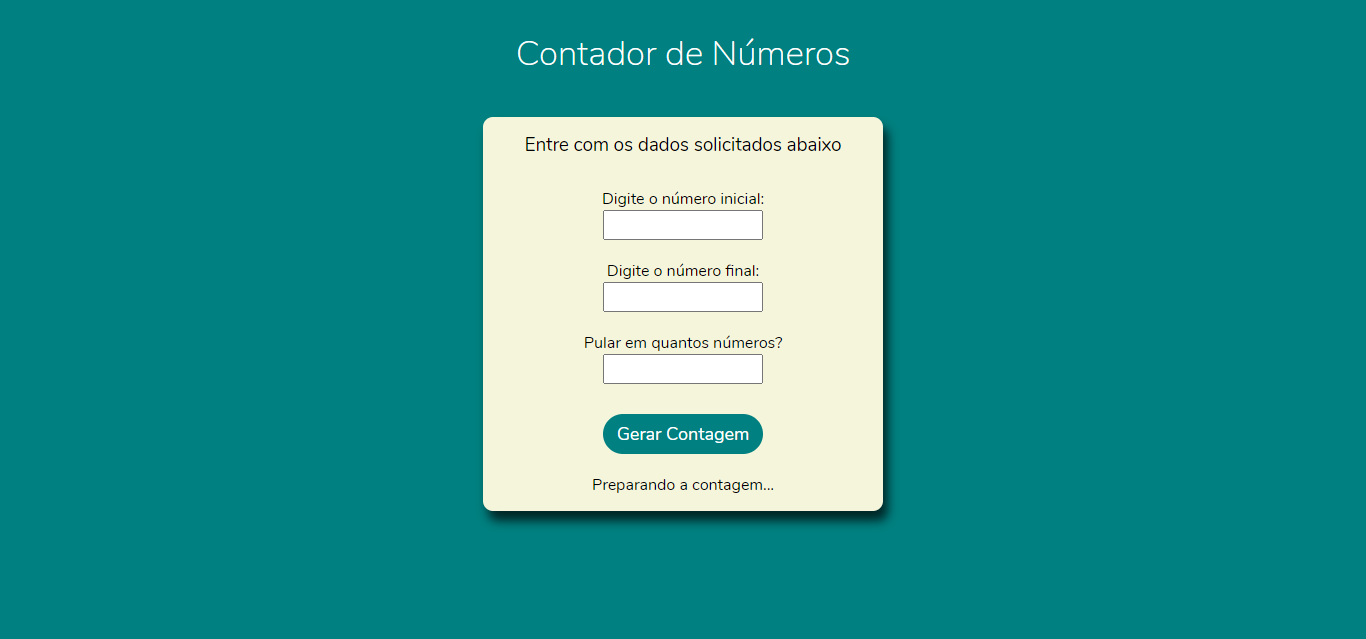 Contador de Números
Entre com os dados solicitados abaixo
Digite o número inicial:
Digite o número final:
Pular em quantos números?
Gerar Contagem
Preparando a contagem...